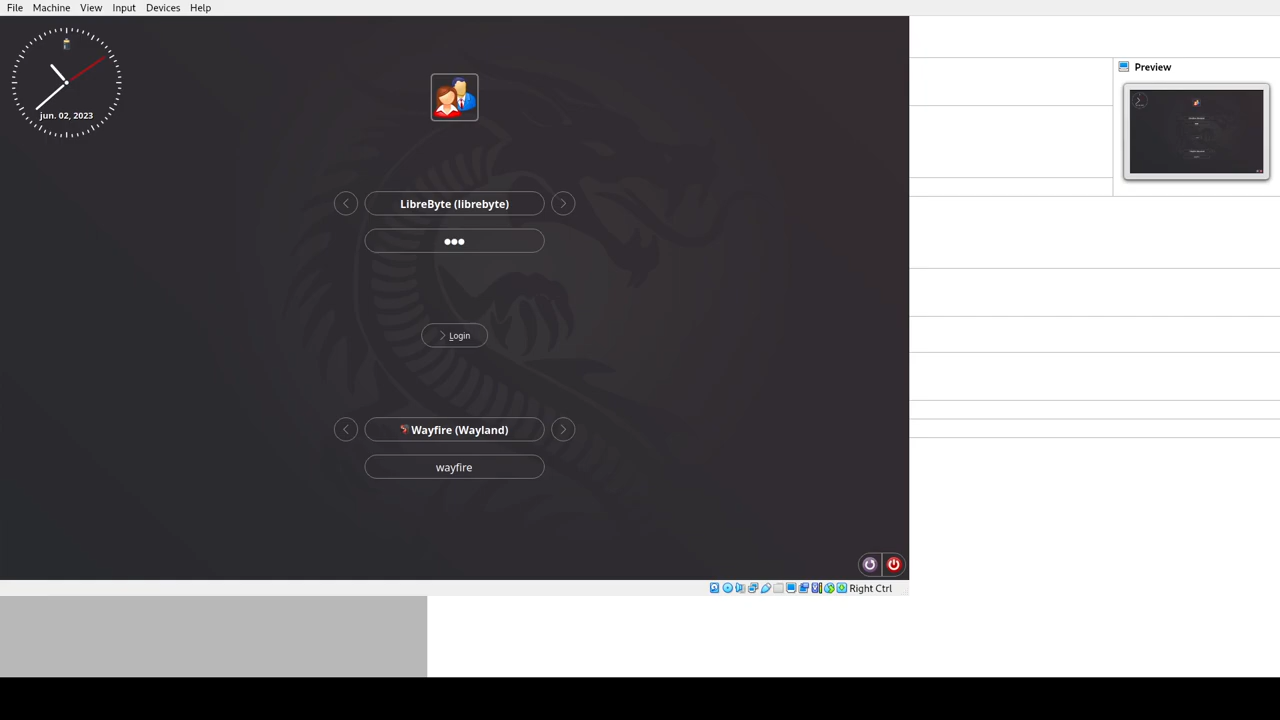 File Machine View Input Devices Help
Preview
jun. 02, 2023
LibreByte (librebyte)
Login
Wayfire (Wayland)
wayfire
Right Ctrl